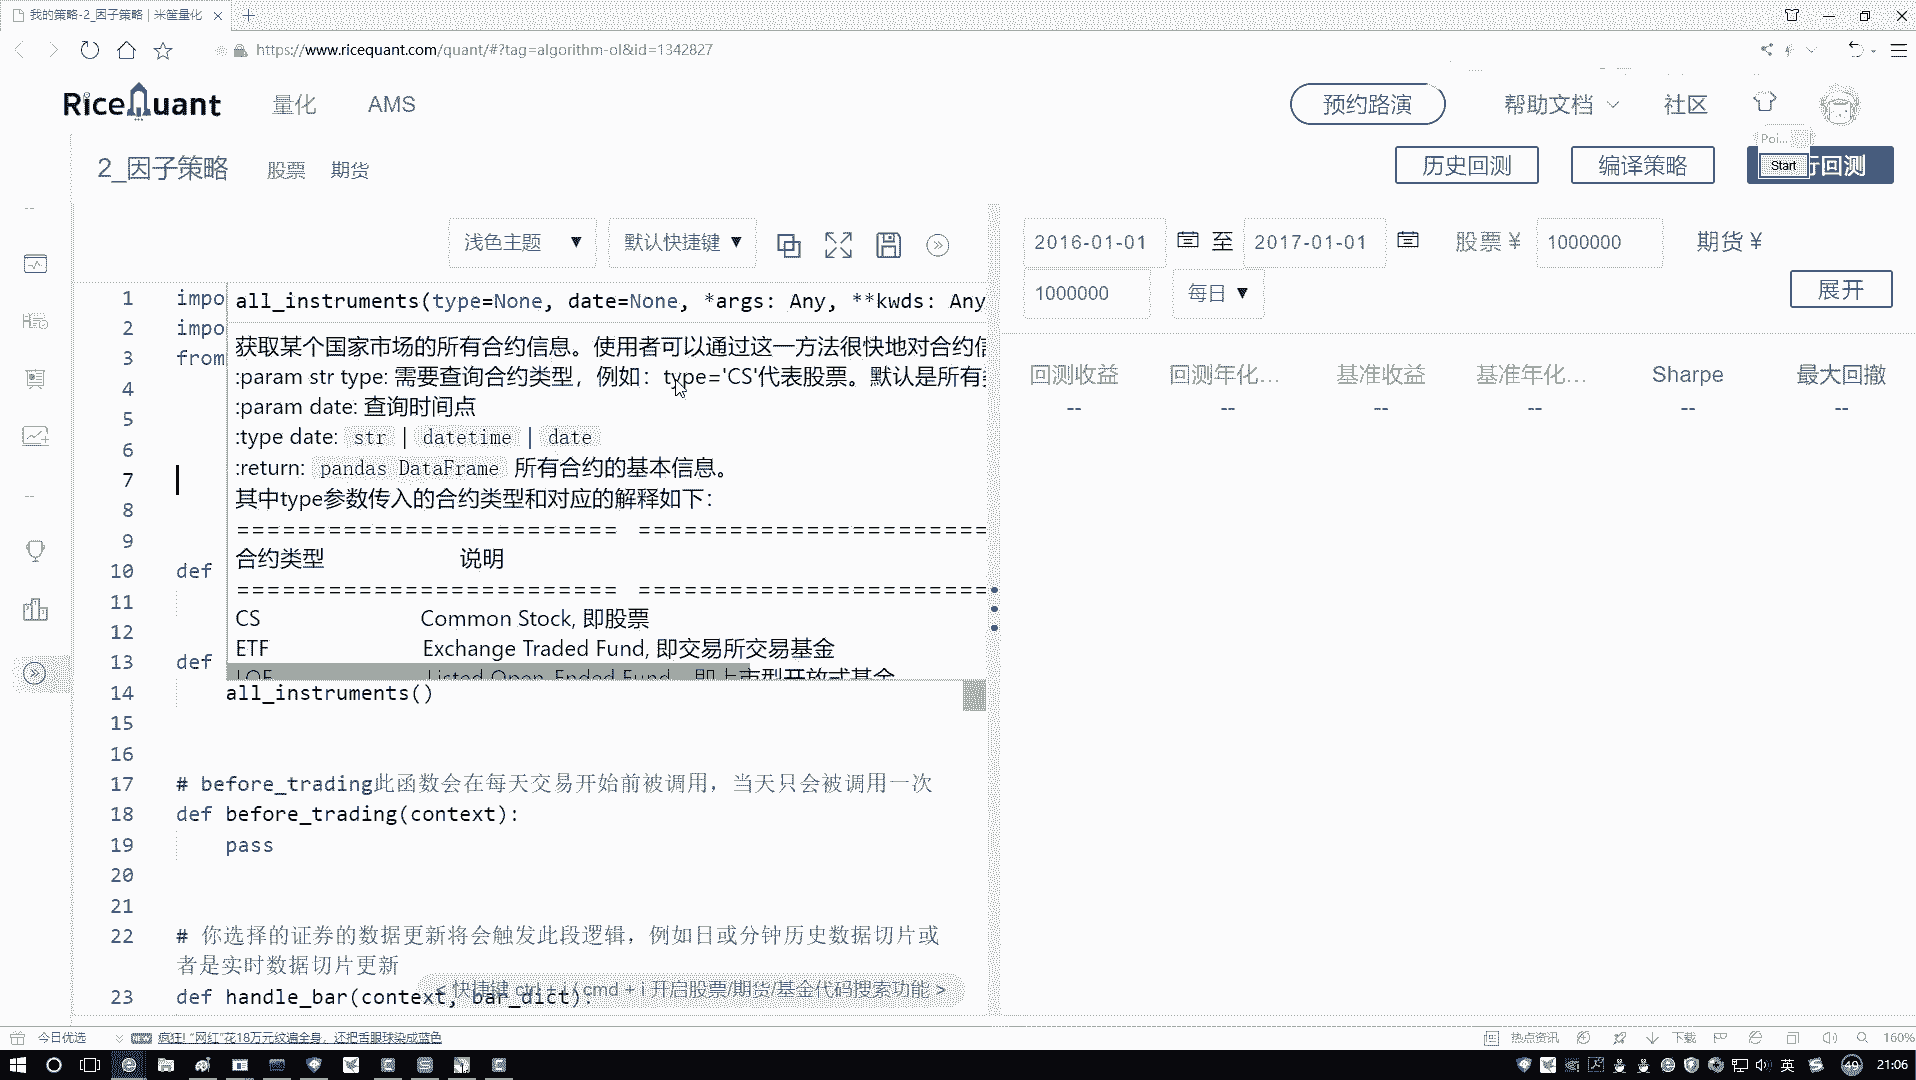 我的策略-2_因子策略 | 米筐量化
https://www.ricequant.com/quant/#?tag=algorithm-ol&id=1342827
RiceQuant 量化 AMS 预约路演 帮助文档 社区
Poi...
2_因子策略 股票 期货 历史回测 编译策略 Start 行回测
浅色主题 ▼ 默认快捷键 ▼
2016-01-01 至 2017-01-01 股票 ¥ 1000000 期货 ¥
1000000 每日 ▼ 展开
回测收益 回测年化... 基准收益 基准年化... Sharpe 最大回撤
-- -- -- -- -- --
1 impo
2 impo
3 from
4
5
6
7
8
9
10 def
11
12
13 def
all_instruments(type=None, date=None, *args: Any, **kwds: Any
获取某个国家市场的所有合约信息。使用者可以通过这一方法很快地对合约信
:param str type: 需要查询合约类型，例如：type='CS'代表股票。默认是所有
:param date: 查询时间点
:type date: str | datetime | date
:return: pandas DataFrame 所有合约的基本信息。
其中type参数传入的合约类型和对应的解释如下：
========================= =======================
合约类型 说明
========================= =======================
CS Common Stock, 即股票
ETF Exchange Traded Fund, 即交易所交易基金
LOF Listed Open-Ended Fund，即上市型开放式基金
14 all_instruments()
15
16
17 # before_trading此函数会在每天交易开始前被调用，当天只会被调用一次
18 def before_trading(context):
19 pass
20
21
22 # 你选择的证券的数据更新将会触发此段逻辑，例如日或分钟历史数据切片或
者是实时数据切片更新
23 def handle_bar(context, bar_dict):
< 快捷键 ctrl + i / cmd + i 开启股票/期货/基金代码搜索功能 >
今日优选 NEW 疯狂! “网红”花18万元纹遍全身，还把舌眼球染成蓝色 热点资讯 下载 160%
英 49 21:06